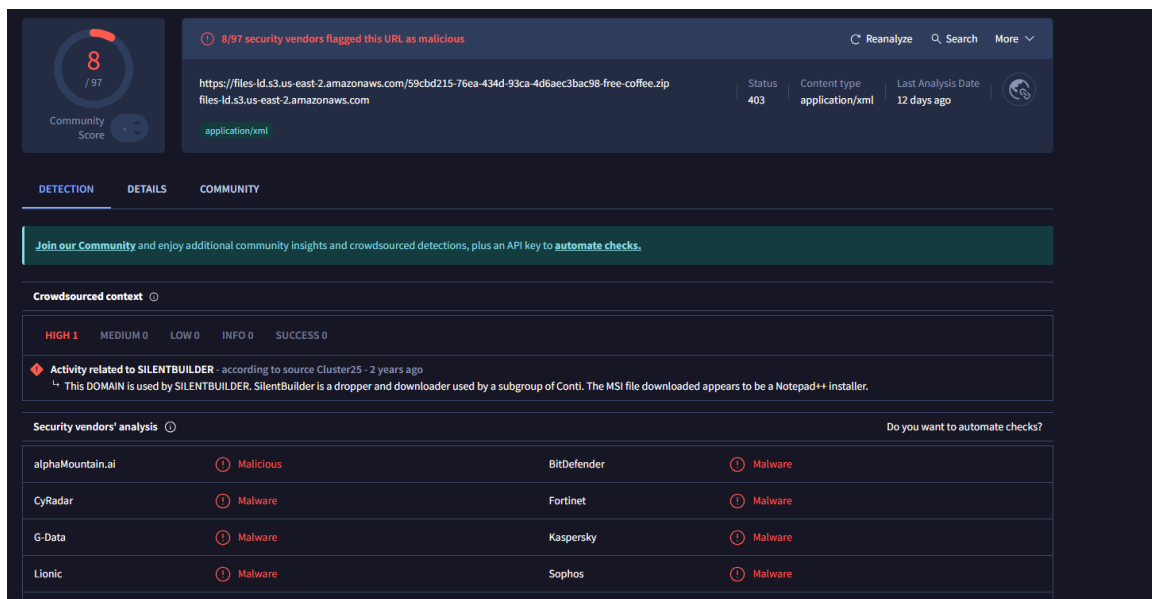 8
/ 97
Community
Score
8/97 security vendors flagged this URL as malicious
Reanalyze Search More
https://files-ld.s3.us-east-2.amazonaws.com/59cbd215-76ea-434d-93ca-4d6aec3bac98-free-coffee.zip
files-ld.s3.us-east-2.amazonaws.com
application/xml
Status
403
Content type
application/xml
Last Analysis Date
12 days ago
DETECTION DETAILS COMMUNITY
Join our Community and enjoy additional community insights and crowdsourced detections, plus an API key to automate checks.
Crowdsourced context
HIGH 1 MEDIUM 0 LOW 0 INFO 0 SUCCESS 0
Activity related to SILENTBUILDER - according to source Cluster25 - 2 years ago
This DOMAIN is used by SILENTBUILDER. SilentBuilder is a dropper and downloader used by a subgroup of Conti. The MSI file downloaded appears to be a Notepad++ installer.
Security vendors' analysis Do you want to automate checks?
alphaMountain.ai Malicious BitDefender Malware
CyRadar Malware Fortinet Malware
G-Data Malware Kaspersky Malware
Lionic Malware Sophos Malware